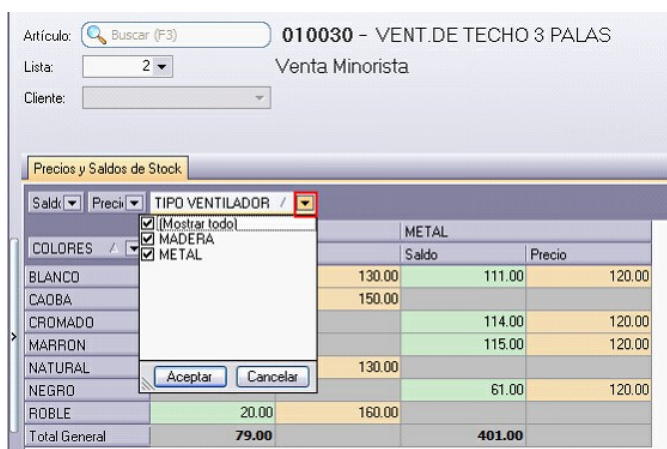 Artículo: Buscar (F3) 010030 - VENT.DE TECHO 3 PALAS
Lista: 2 Venta Minorista
Cliente:
Precios y Saldos de Stock
TIPO VENTILADOR
(Mostrar todo)
MADERA
METAL
Aceptar Cancelar
METAL
COLORES Saldo Precio
BLANCO 130.00 111.00 120.00
CAOBA 150.00
CROMADO 114.00 120.00
MARRON 115.00 120.00
NATURAL 130.00
NEGRO 61.00 120.00
ROBLE 20.00 160.00
Total General 79.00 401.00